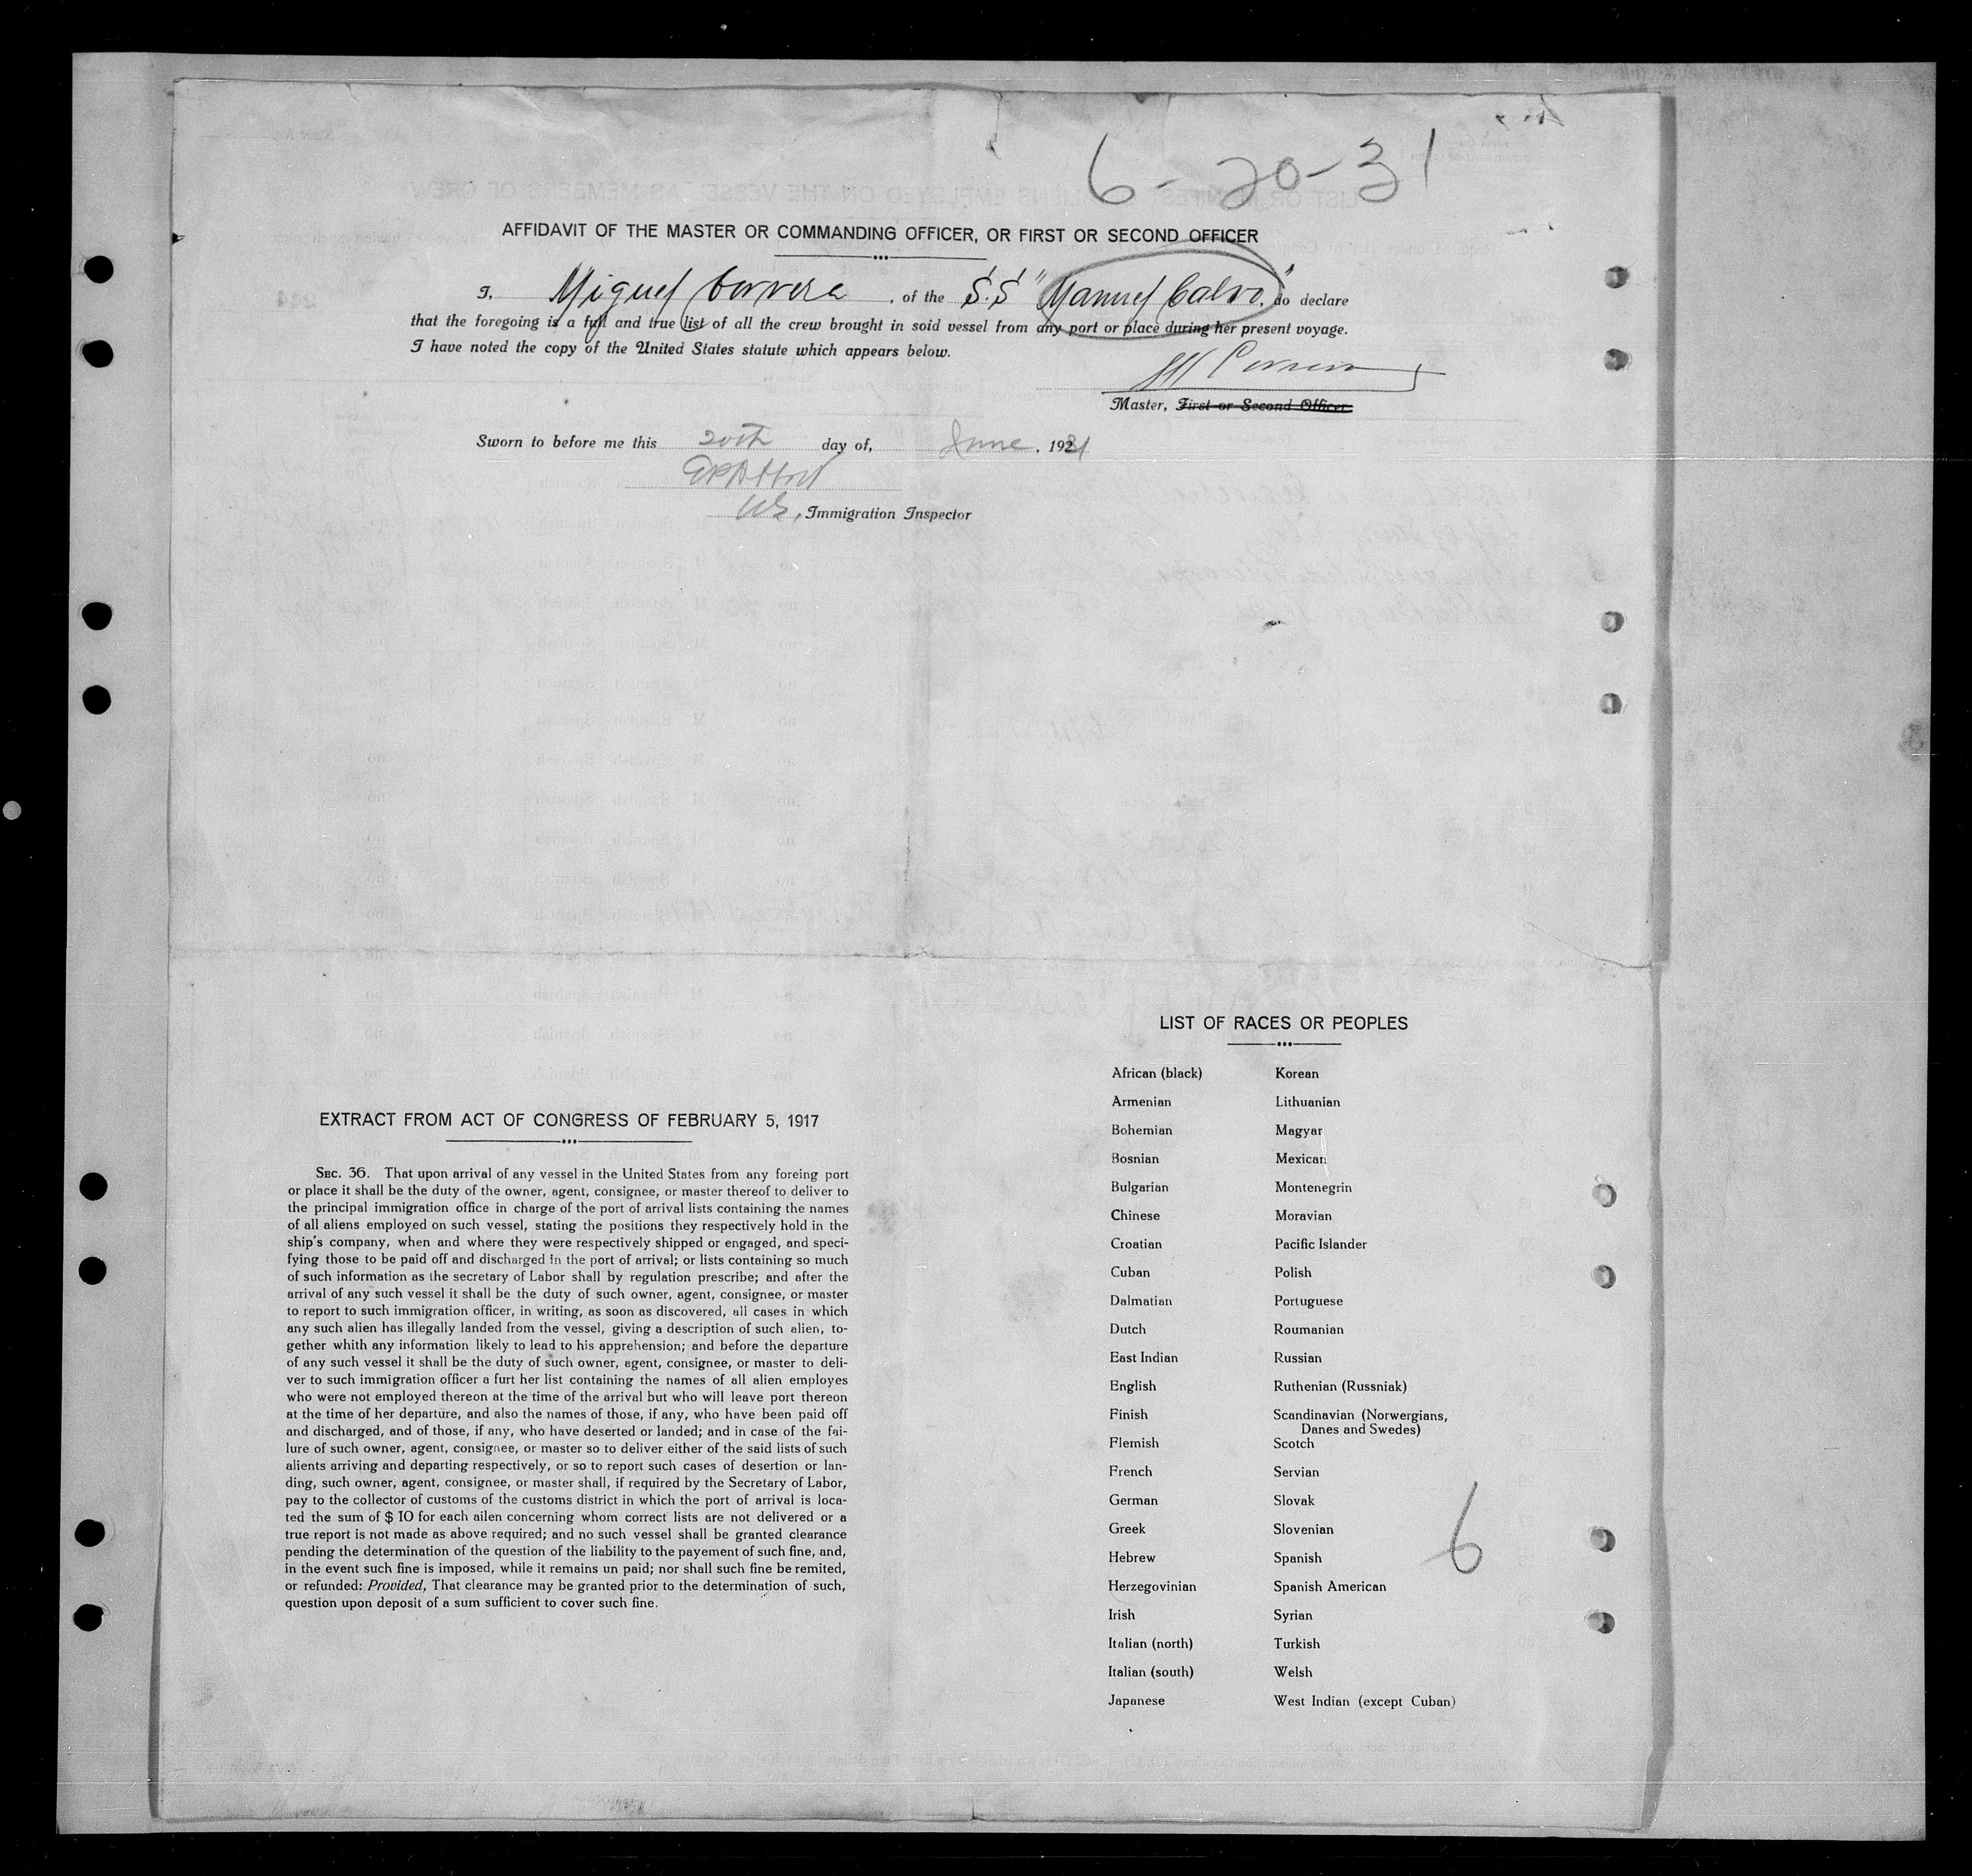 6-20-31
AFFIDAVIT OF THE MASTER OR COMMANDING OFFICER, OR FIRST OR SECOND OFFICER
I, Miguel Corvera, of the S.S "Manuel Calvo," do declare
that the foregoing is a full and true list of all the crew brought in soid vessel from any port or place during her present voyage.
I have noted the copy of the United States statute which appears below.
Master, First or Second Officer
Sworn to before me this 20th day of, June, 1931
US, Immigration Inspector
EXTRACT FROM ACT OF CONGRESS OF FEBRUARY 5, 1917
SEC. 36. That upon arrival of any vessel in the United States from any foreing port
or place it shall be the duty of the owner, agent, consignee, or master thereof to deliver to
the principal immigration office in charge of the port of arrival lists containing the names
of all aliens employed on such vessel, stating the positions they respectively hold in the
ship's company, when and where they were respectively shipped or engaged, and speci-
fying those to be paid off and discharged in the port of arrival; or lists containing so much
of such information as the secretary of Labor shall by regulation prescribe; and after the
arrival of any such vessel it shall be the duty of such owner, agent, consignee, or master
to report to such immigration officer, in writing, as soon as discovered, all cases in which
any such alien has illegally landed from the vessel, giving a description of such alien, to-
gether whith any information likely to lead to his apprehension; and before the departure
of any such vessel it shall be the duty of such owner, agent, consignee, or master to deli-
ver to such immigration officer a furt her list containing the names of all alien employes
who were not employed thereon at the time of the arrival but who will leave port thereon
at the time of her departure, and also the names of those, if any, who have been paid off
and discharged, and of those, if any, who have deserted or landed; and in case of the fai-
lure of such owner, agent, consignee, or master so to deliver either of the said lists of such
alients arriving and departing respectively, or so to report such cases of desertion or lan-
ding, such owner, agent, consignee, or master shall, if required by the Secretary of Labor,
pay to the collector of customs of the customs district in which the port of arrival is loca-
ted the sum of $ 10 for each ailen concerning whom correct lists are not delivered or a
true report is not made as above required; and no such vessel shall be granted clearance
pending the determination of the question of the liability to the payement of such fine, and,
in the event such fine is imposed, while it remains un paid; nor shall such fine be remited,
or refunded: Provided, That clearance may be granted prior to the determination of such,
question upon deposit of a sum sufficient to cover such fine.
LIST OF RACES OR PEOPLES
African (black) Korean
Armenian Lithuanian
Bohemian Magyar
Bosnian Mexican
Bulgarian Montenegrin
Chinese Moravian
Croatian Pacific Islander
Cuban Polish
Dalmatian Portuguese
Dutch Roumanian
East Indian Russian
English Ruthenian (Russniak)
Finish Scandinavian (Norwergians,
Danes and Swedes)
Flemish Scotch
French Servian
German Slovak
Greek Slovenian
Hebrew Spanish
Herzegovinian Spanish American
Irish Syrian
Italian (north) Turkish
Italian (south) Welsh
Japanese West Indian (except Cuban)
6